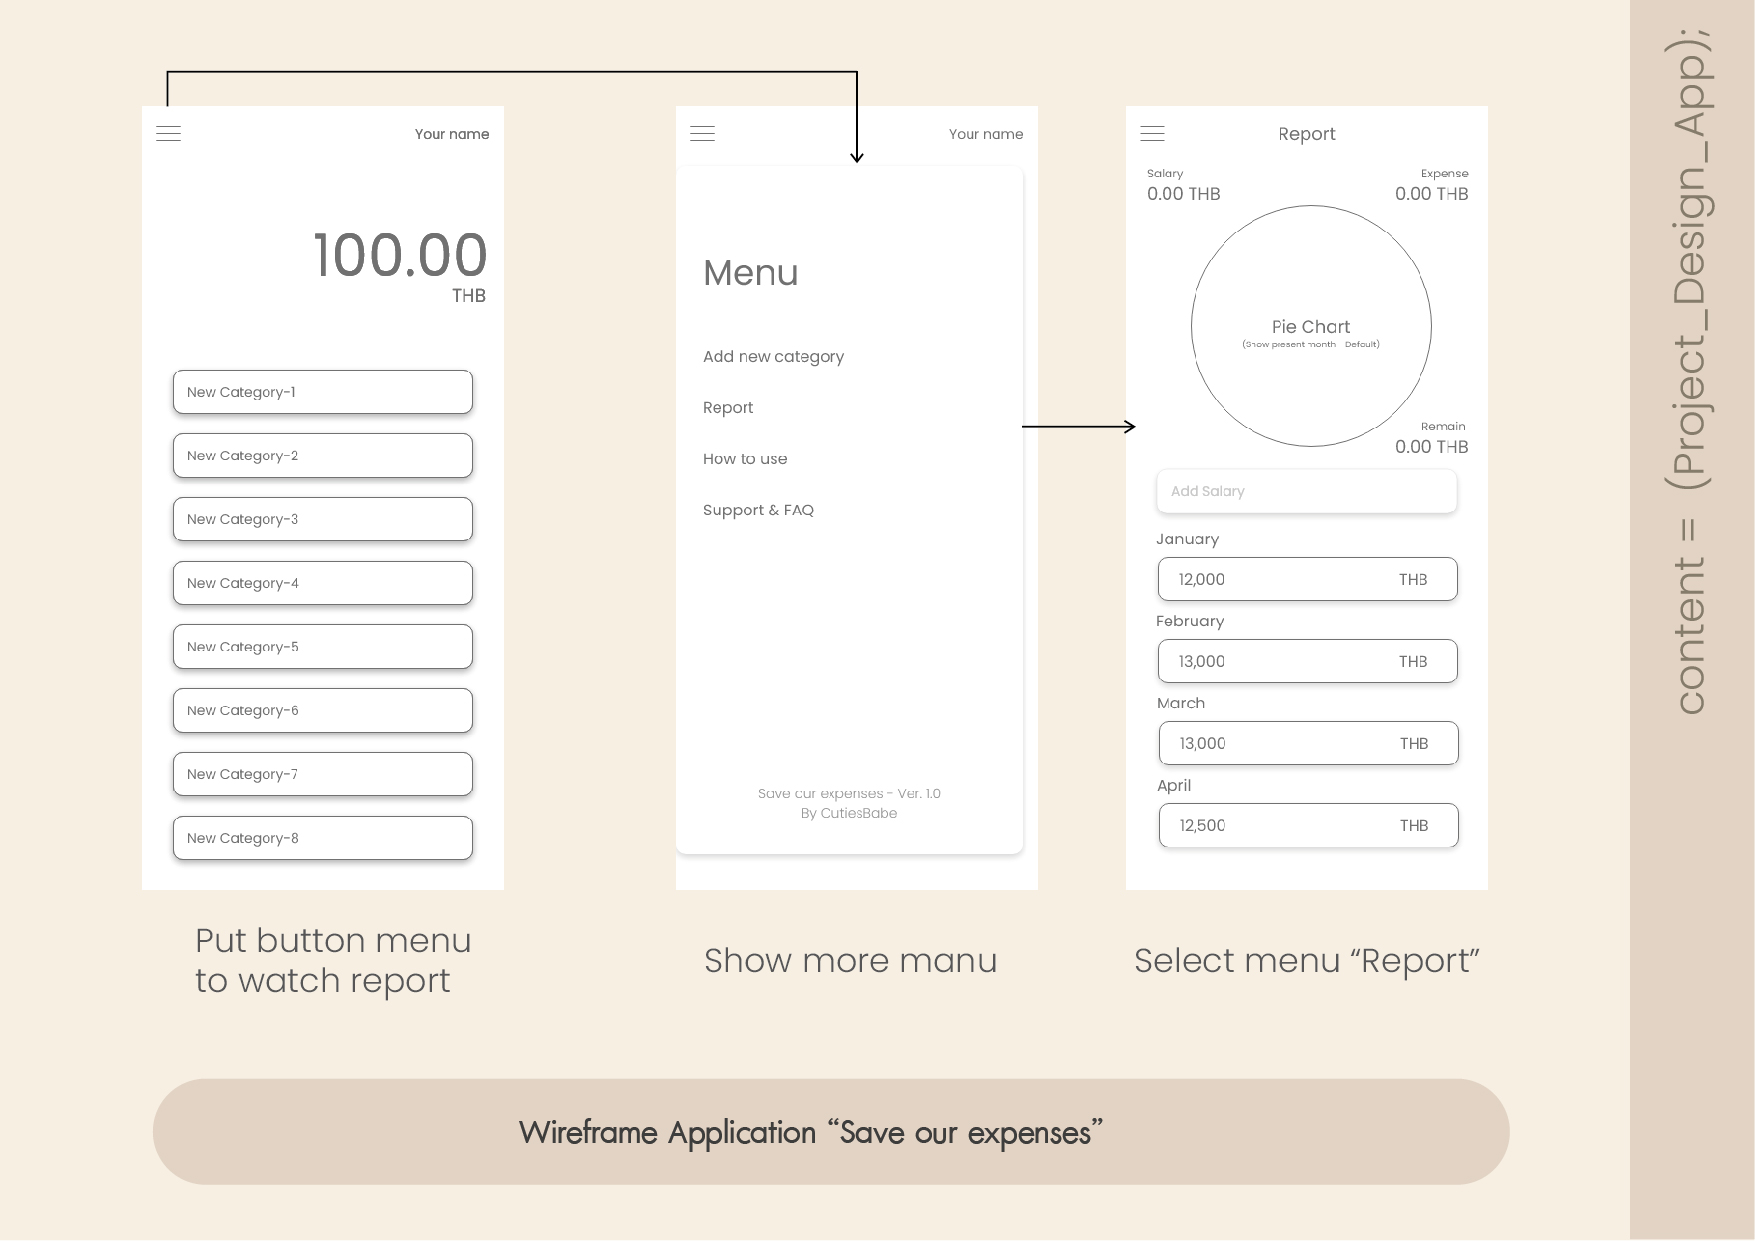 Your name
100.00
THB
New Category-1
New Category-2
New Category-3
New Category-4
New Category-5
New Category-6
New Category-7
New Category-8
Put button menu
to watch report
Your name
Menu
Add new category
Report
How to use
Support & FAQ
Save our expenses - Ver. 1.0
By CutiesBabe
Show more manu
Report
Salary
0.00 THB
Expense
0.00 THB
Pie Chart
(Show present month - Default)
Remain
0.00 THB
Add Salary
January
12,000 THB
February
13,000 THB
March
13,000 THB
April
12,500 THB
Select menu “Report”
Wireframe Application “Save our expenses”
content = (Project_Design_App);